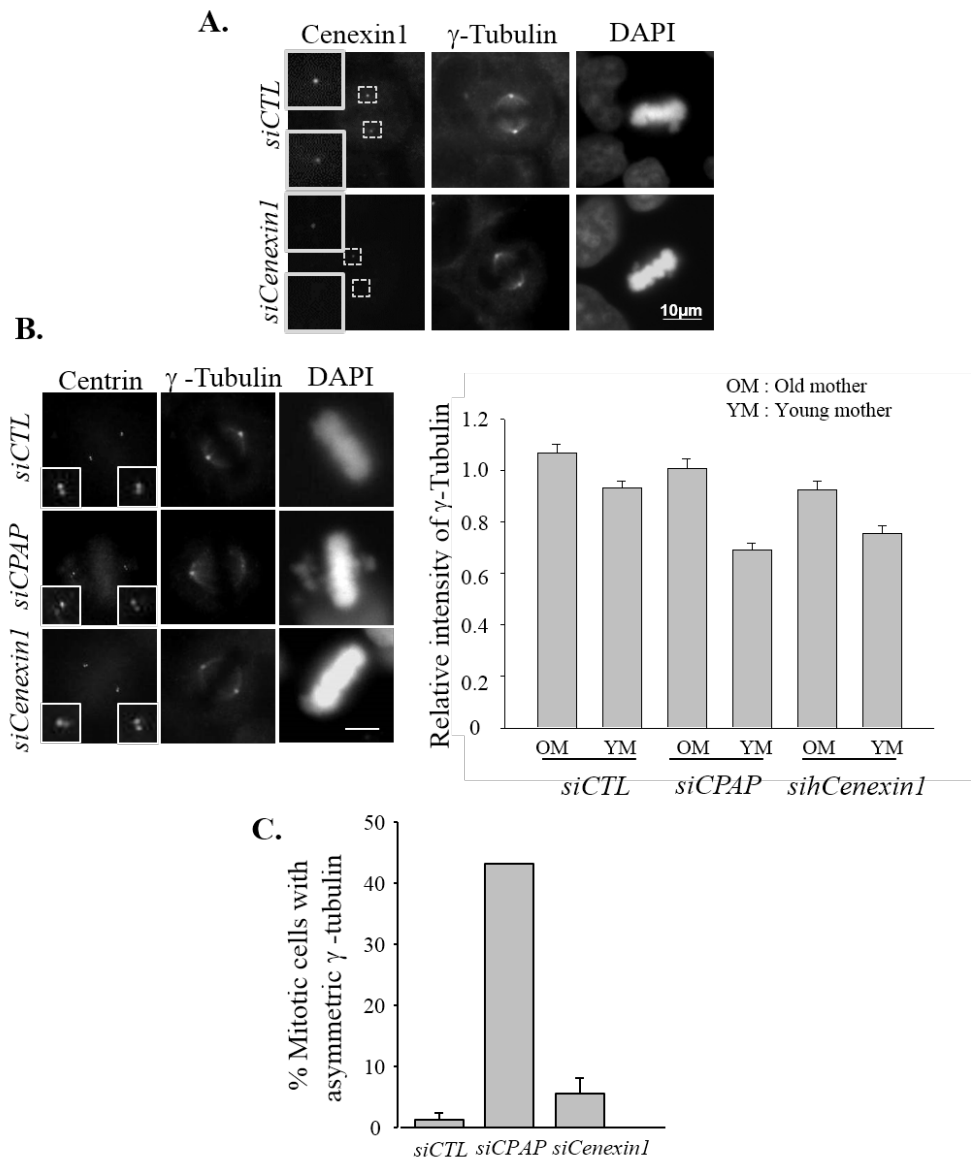 A.
Cenexin1 γ-Tubulin DAPI
siCTL
siCenexin1
10μm
B.
Centrin γ -Tubulin DAPI
siCTL
siCPAP
siCenexin1
OM : Old mother
YM : Young mother
Relative intensity of γ-Tubulin
1.2
1.0
0.8
0.6
0.4
0.2
0
OM YM OM YM OM YM
siCTL siCPAP sihCenexin1
C.
% Mitotic cells with
asymmetric γ -tubulin
50
40
30
20
10
0
siCTL siCPAP siCenexin1